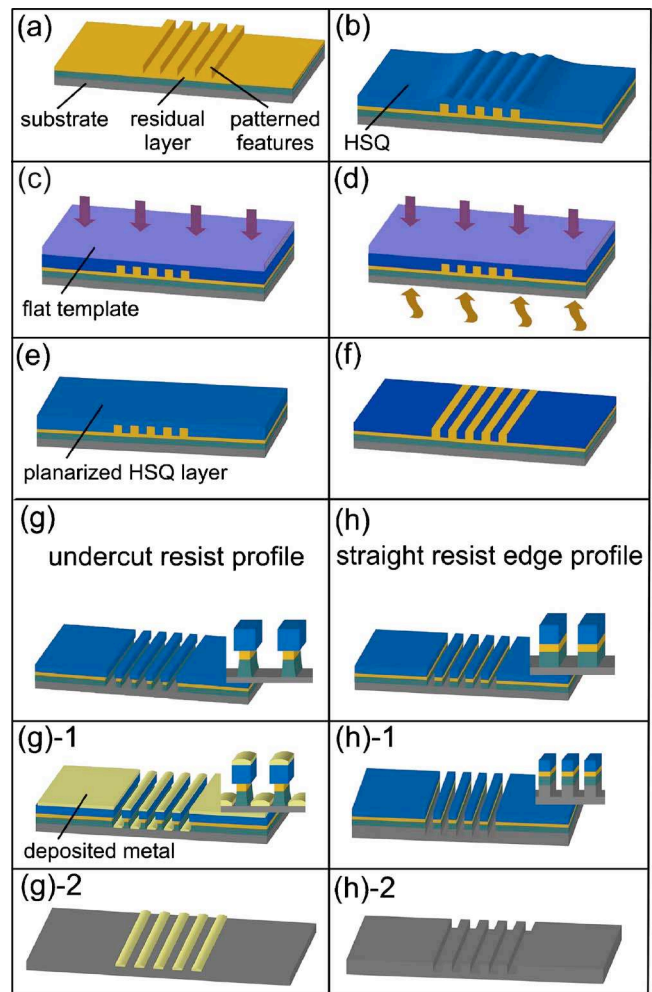 (a)
substrate
residual
layer
patterned
features
(b)
HSQ
(c)
flat template
(d)
(e)
planarized HSQ layer
(f)
(g)
undercut resist profile
(h)
straight resist edge profile
(g)-1
deposited metal
(h)-1
(g)-2
(h)-2